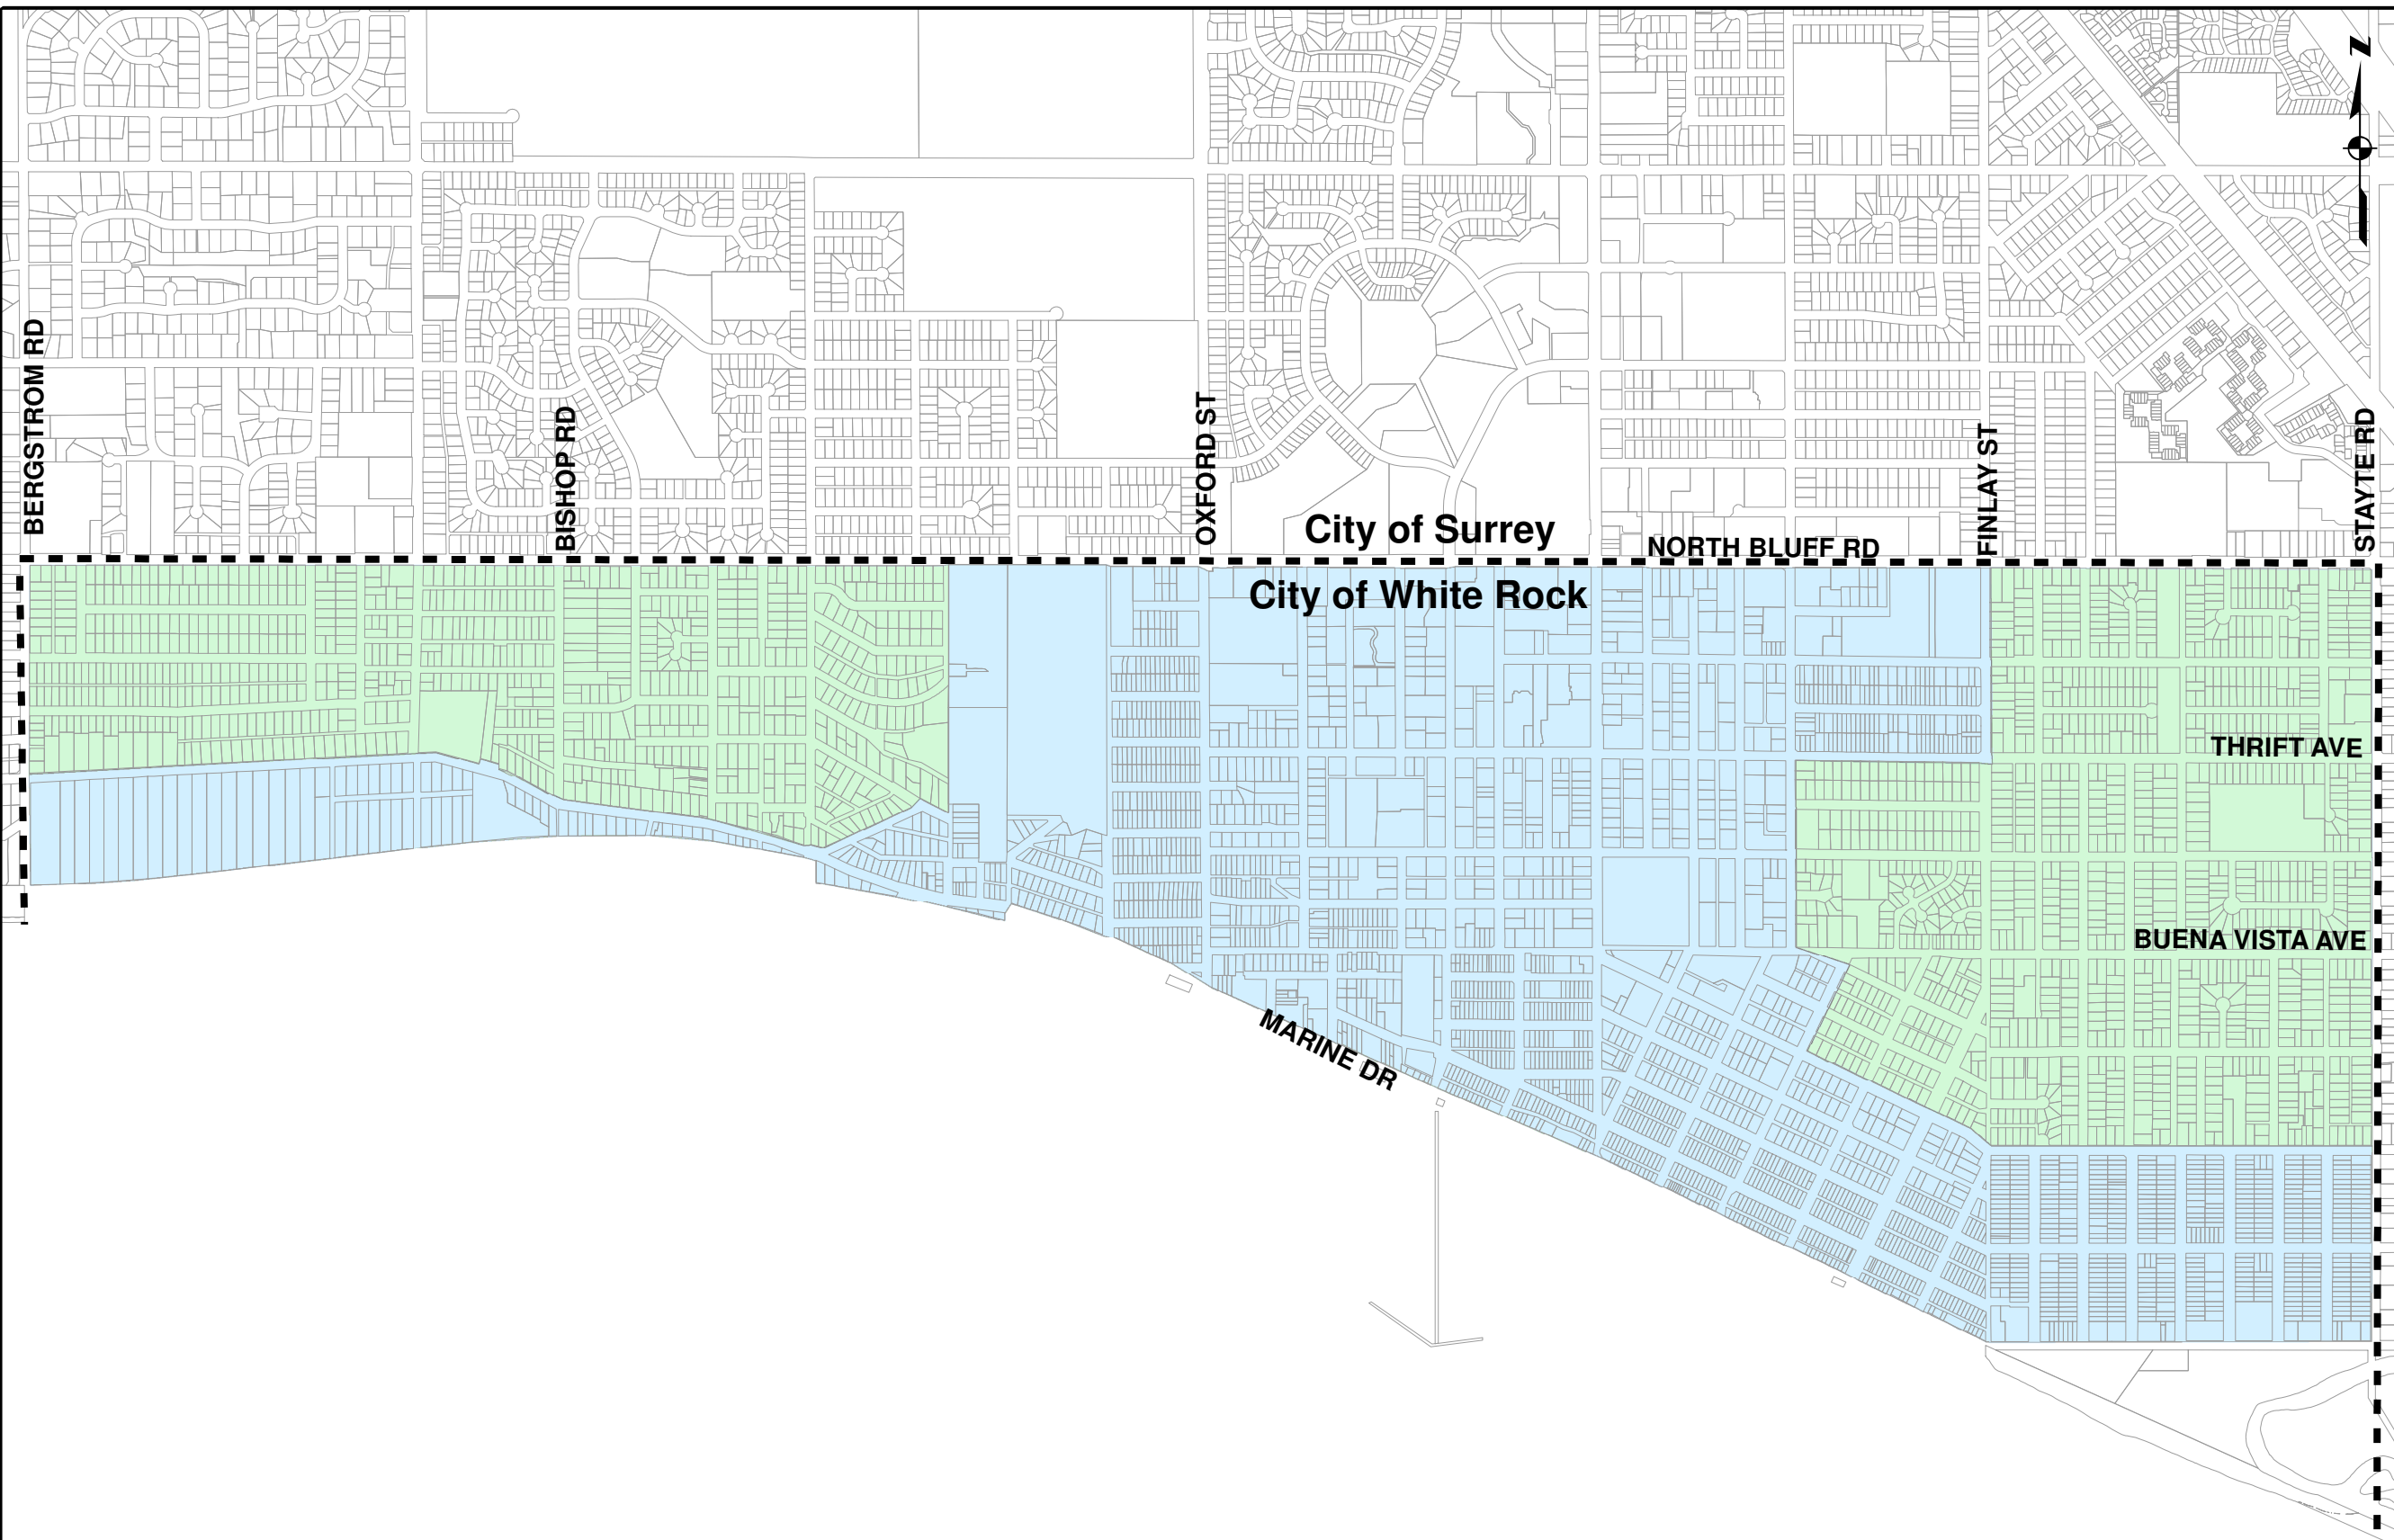 N
BERGSTROM RD
BISHOP RD
OXFORD ST
FINLAY ST
STAYTE RD
City of Surrey
NORTH BLUFF RD
City of White Rock
THRIFT AVE
BUENA VISTA AVE
MARINE DR